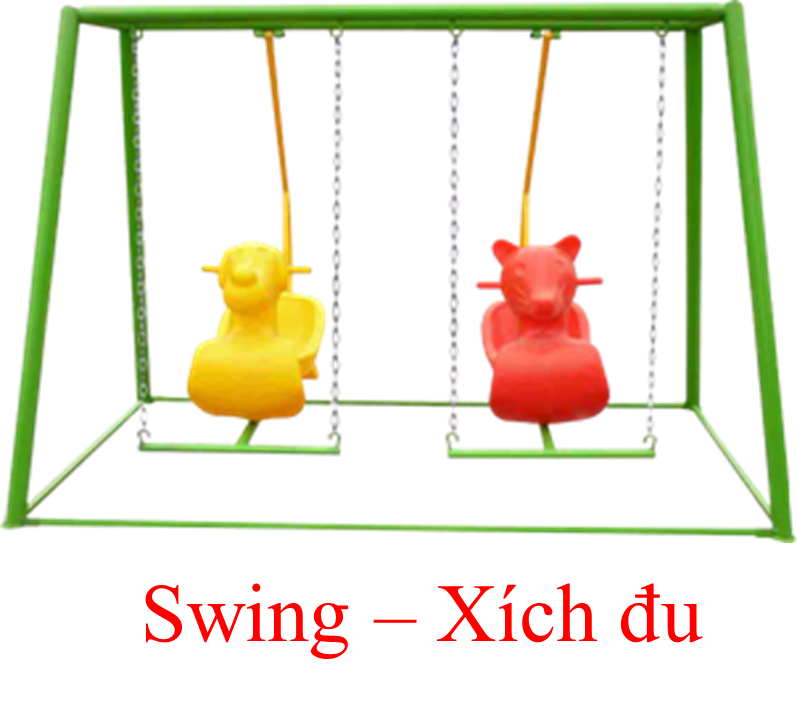 Swing – Xích đu